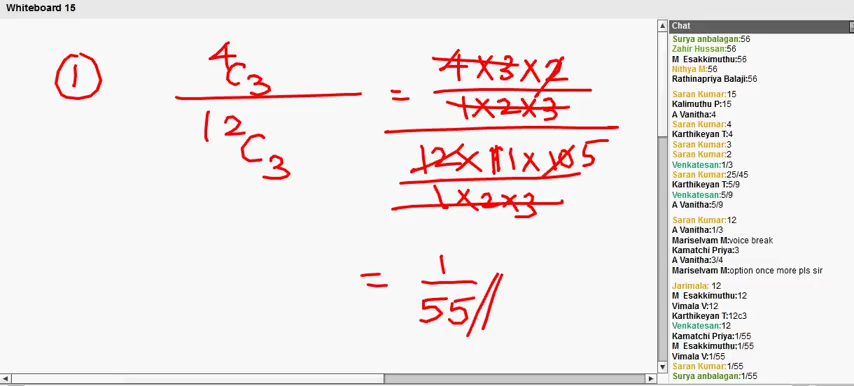 Whiteboard 15
① 4C3 / 12C3 = (4×3×2 / 1×2×3) / (12×11×10 5 / 1×2×3)
= 1/55//
Chat
Surya anbalagan:56
Zahir Hussan:56
M Esakkimuthu:56
Nithya M:56
Rathinapriya Balaji:56
Saran Kumar:15
Kalimuthu P:15
A Vanitha:4
Saran Kumar:4
Karthikeyan T:4
Saran Kumar:3
Saran Kumar:2
Venkatesan:1/3
Saran Kumar:25/45
Karthikeyan T:5/9
Venkatesan:5/9
A Vanitha:5/9
Saran Kumar:12
A Vanitha:1/3
Mariselvam M:voice break
Kamatchi Priya:3
A Vanitha:3/4
Mariselvam M:option once more pls sir
Jarimala: 12
M Esakkimuthu:12
Vimala V:12
Karthikeyan T:12c3
Venkatesan:12
Kamatchi Priya:1/55
M Esakkimuthu:1/55
Vimala V:1/55
Saran Kumar:1/55
Surya anbalagan:1/55